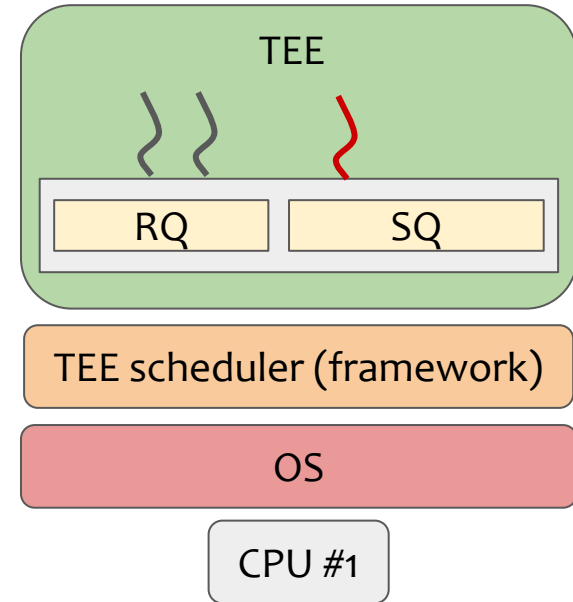 TEE
RQ
SQ
TEE scheduler (framework)
OS
CPU #1